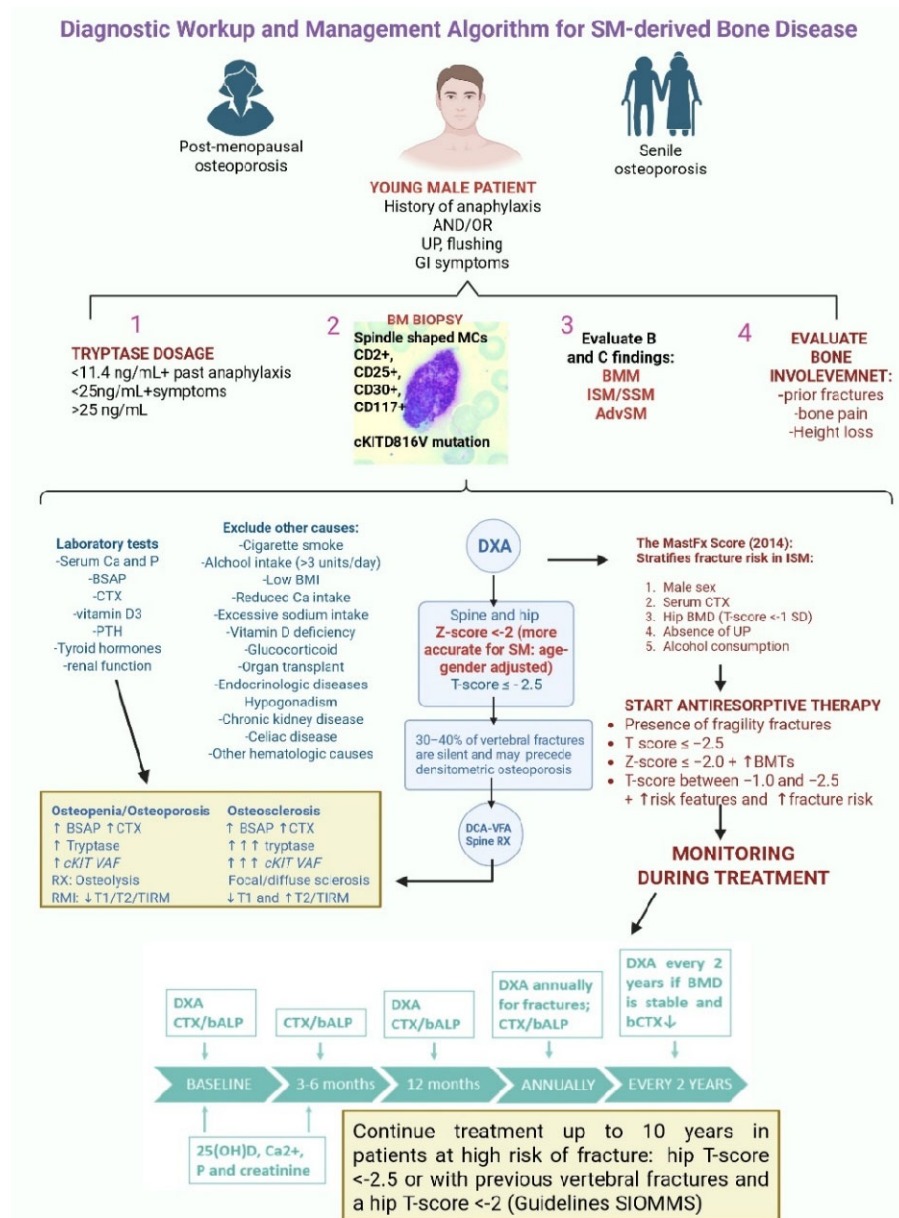 Diagnostic Workup and Management Algorithm for SM-derived Bone Disease
Post-menopausal
osteoporosis
YOUNG MALE PATIENT
History of anaphylaxis
AND/OR
UP, flushing
GI symptoms
Senile
osteoporosis
1
TRYPTASE DOSAGE
<11.4 ng/mL+ past anaphylaxis
<25ng/mL+symptoms
>25 ng/mL
2
BM BIOPSY
Spindle shaped MCs
CD2+,
CD25+,
CD30+,
CD117+
cKITD816V mutation
3
Evaluate B
and C findings:
BMM
ISM/SSM
AdvSM
4
EVALUATE
BONE
INVOLEVEMNET:
-prior fractures
-bone pain
-Height loss
Laboratory tests
-Serum Ca and P
-BSAP
-CTX
-vitamin D3
-PTH
-Tyroid hormones
-renal function
Exclude other causes:
-Cigarette smoke
-Alchool intake (>3 units/day)
-Low BMI
-Reduced Ca intake
-Excessive sodium intake
-Vitamin D deficiency
-Glucocorticoid
-Organ transplant
-Endocrinologic diseases
Hypogonadism
-Chronic kidney disease
-Celiac disease
-Other hematologic causes
DXA
Spine and hip
Z-score <-2 (more
accurate for SM: age-
gender adjusted)
T-score ≤ - 2.5
30–40% of vertebral fractures
are silent and may precede
densitometric osteoporosis
DCA-VFA
Spine RX
The MastFx Score (2014):
Stratifies fracture risk in ISM:
1. Male sex
2. Serum CTX
3. Hip BMD (T-score <-1 SD)
4. Absence of UP
5. Alcohol consumption
START ANTIRESORPTIVE THERAPY
• Presence of fragility fractures
• T score ≤ −2.5
• Z-score ≤ −2.0 + ↑BMTs
• T-score between −1.0 and −2.5
+ ↑risk features and ↑fracture risk
MONITORING
DURING TREATMENT
Osteopenia/Osteoporosis
↑ BSAP ↑CTX
↑ Tryptase
↑ cKIT VAF
RX: Osteolysis
RMI: ↓T1/T2/TIRM
Osteosclerosis
↑ BSAP ↑CTX
↑ ↑ ↑ tryptase
↑ ↑ ↑ cKIT VAF
Focal/diffuse sclerosis
↓T1 and ↑T2/TIRM
DXA
CTX/bALP
CTX/bALP
DXA
CTX/bALP
DXA annually
for fractures;
CTX/bALP
DXA every 2
years if BMD
is stable and
bCTX↓
BASELINE
3-6 months
12 months
ANNUALLY
EVERY 2 YEARS
25(OH)D, Ca2+,
P and creatinine
Continue treatment up to 10 years in
patients at high risk of fracture: hip T-score
<-2.5 or with previous vertebral fractures and
a hip T-score <-2 (Guidelines SIOMMS)